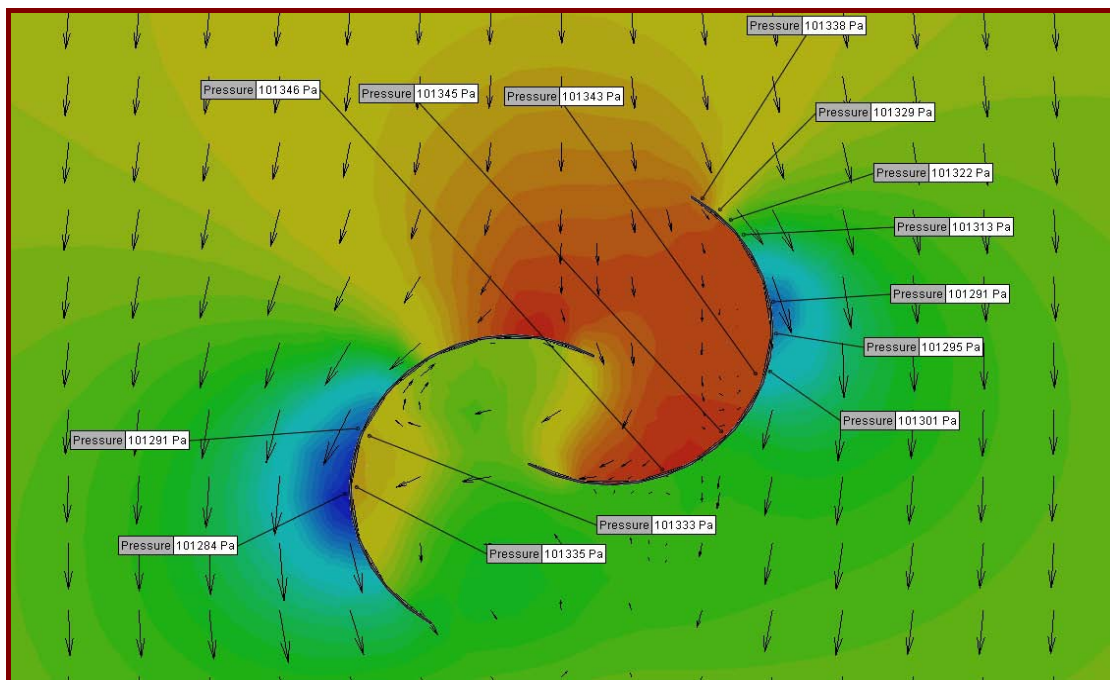 Pressure 101338 Pa
Pressure 101346 Pa
Pressure 101345 Pa
Pressure 101343 Pa
Pressure 101329 Pa
Pressure 101322 Pa
Pressure 101313 Pa
Pressure 101291 Pa
Pressure 101295 Pa
Pressure 101301 Pa
Pressure 101291 Pa
Pressure 101333 Pa
Pressure 101284 Pa
Pressure 101335 Pa